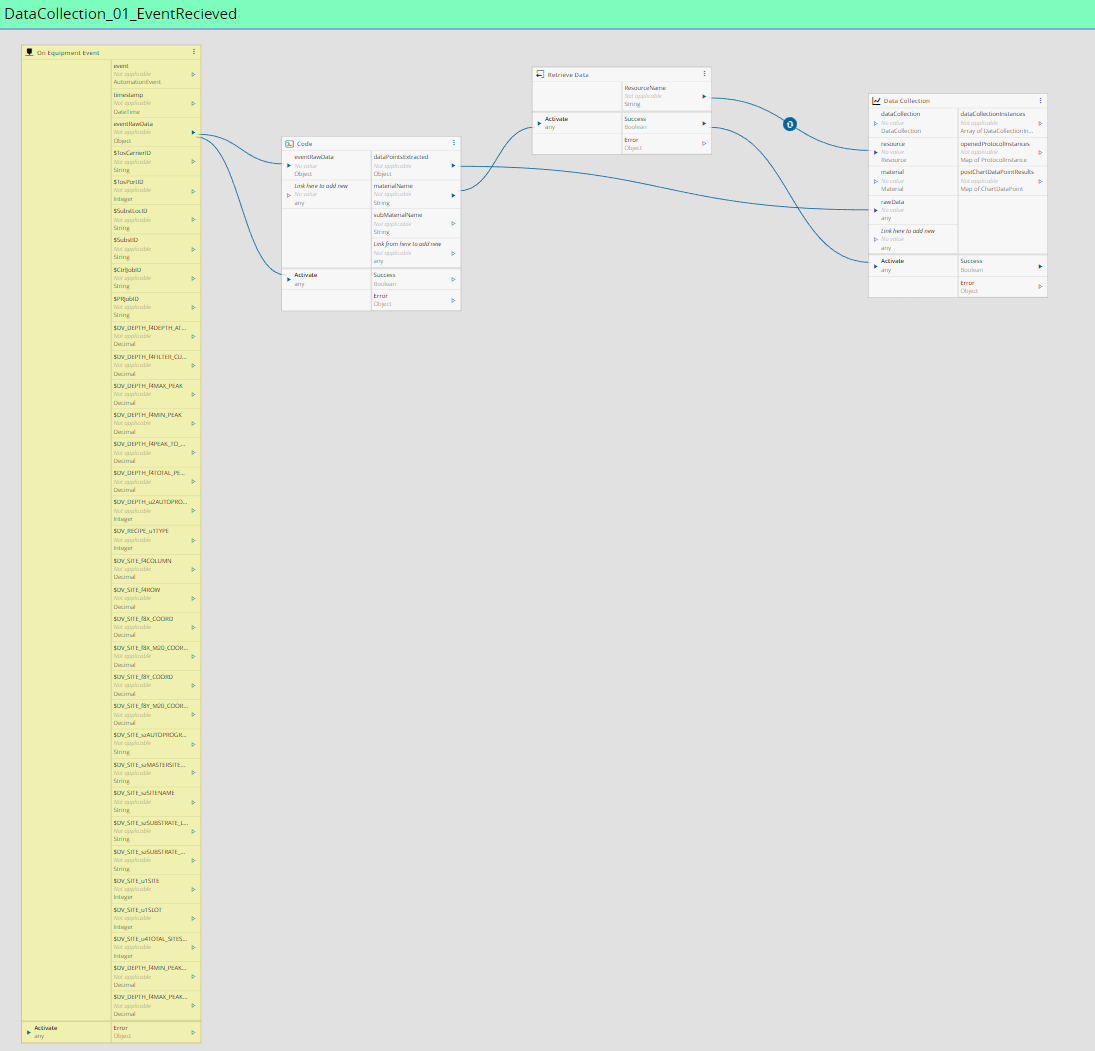 DataCollection_01_EventRecieved
On Equipment Event
event
Not applicable
AutomationEvent
timestamp
Not applicable
DateTime
eventRawData
Not applicable
Object
$TosCarrierID
Not applicable
String
$TosPortID
Not applicable
Integer
$SubstLocID
Not applicable
String
$SubstID
Not applicable
String
$CtrlJobID
Not applicable
String
$PRJobID
Not applicable
String
$DV_DEPTH_f4DEPTH_AT...
Not applicable
Decimal
$DV_DEPTH_f4FILTER_CU...
Not applicable
Decimal
$DV_DEPTH_f4MAX_PEAK
Not applicable
Decimal
$DV_DEPTH_f4MIN_PEAK
Not applicable
Decimal
$DV_DEPTH_f4PEAK_TO_...
Not applicable
Decimal
$DV_DEPTH_f4TOTAL_PE...
Not applicable
Decimal
$DV_DEPTH_u2AUTOPRO...
Not applicable
Integer
$DV_RECIPE_u1TYPE
Not applicable
Integer
$DV_SITE_f4COLUMN
Not applicable
Decimal
$DV_SITE_f4ROW
Not applicable
Decimal
$DV_SITE_f8X_COORD
Not applicable
Decimal
$DV_SITE_f8X_M20_COOR...
Not applicable
Decimal
$DV_SITE_f8Y_COORD
Not applicable
Decimal
$DV_SITE_f8Y_M20_COOR...
Not applicable
Decimal
$DV_SITE_szAUTOPROGR...
Not applicable
String
$DV_SITE_szMASTERSITE...
Not applicable
String
$DV_SITE_szSITENAME
Not applicable
String
$DV_SITE_szSUBSTRATE_L...
Not applicable
String
$DV_SITE_szSUBSTRATE_...
Not applicable
String
$DV_SITE_u1SITE
Not applicable
Integer
$DV_SITE_u1SLOT
Not applicable
Integer
$DV_SITE_u4TOTAL_SITES...
Not applicable
Integer
$DV_DEPTH_f4MIN_PEAK...
Not applicable
Decimal
$DV_DEPTH_f4MAX_PEAK...
Not applicable
Decimal
Activate
any
Error
Object
Code
eventRawData
No value
Object
Link here to add new
No value
any
dataPointsExtracted
Not applicable
Object
materialName
Not applicable
String
subMaterialName
Not applicable
String
Link from here to add new
Not applicable
any
Activate
any
Success
Boolean
Error
Object
Retrieve Data
ResourceName
Not applicable
String
Activate
any
Success
Boolean
Error
Object
Data Collection
dataCollection
No value
DataCollection
resource
No value
Resource
material
No value
Material
rawData
No value
any
Link here to add new
No value
any
dataCollectionInstances
Not applicable
Array of DataCollectionIn...
openedProtocolInstances
Not applicable
Map of ProtocolInstance
postChartDataPointResults
Not applicable
Map of ChartDataPoint
Activate
any
Success
Boolean
Error
Object